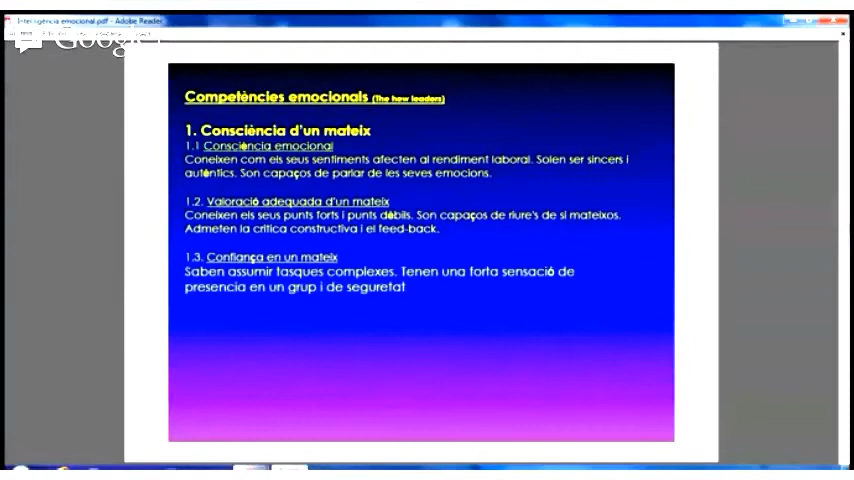 Intel·ligència emocional.pdf - Adobe Reader
Google+
Competències emocionals (The hew leaders)
1. Consciència d'un mateix
1.1 Consciència emocional
Coneixen com els seus sentiments afecten al rendiment laboral. Solen ser sincers i
autèntics. Son capaços de parlar de les seves emocions.
1.2. Valoració adequada d'un mateix
Coneixen els seus punts forts i punts dèbils. Son capaços de riure's de si mateixos.
Admeten la critica constructiva i el feed-back.
1.3. Confiança en un mateix
Saben assumir tasques complexes. Tenen una forta sensació de
presencia en un grup i de seguretat